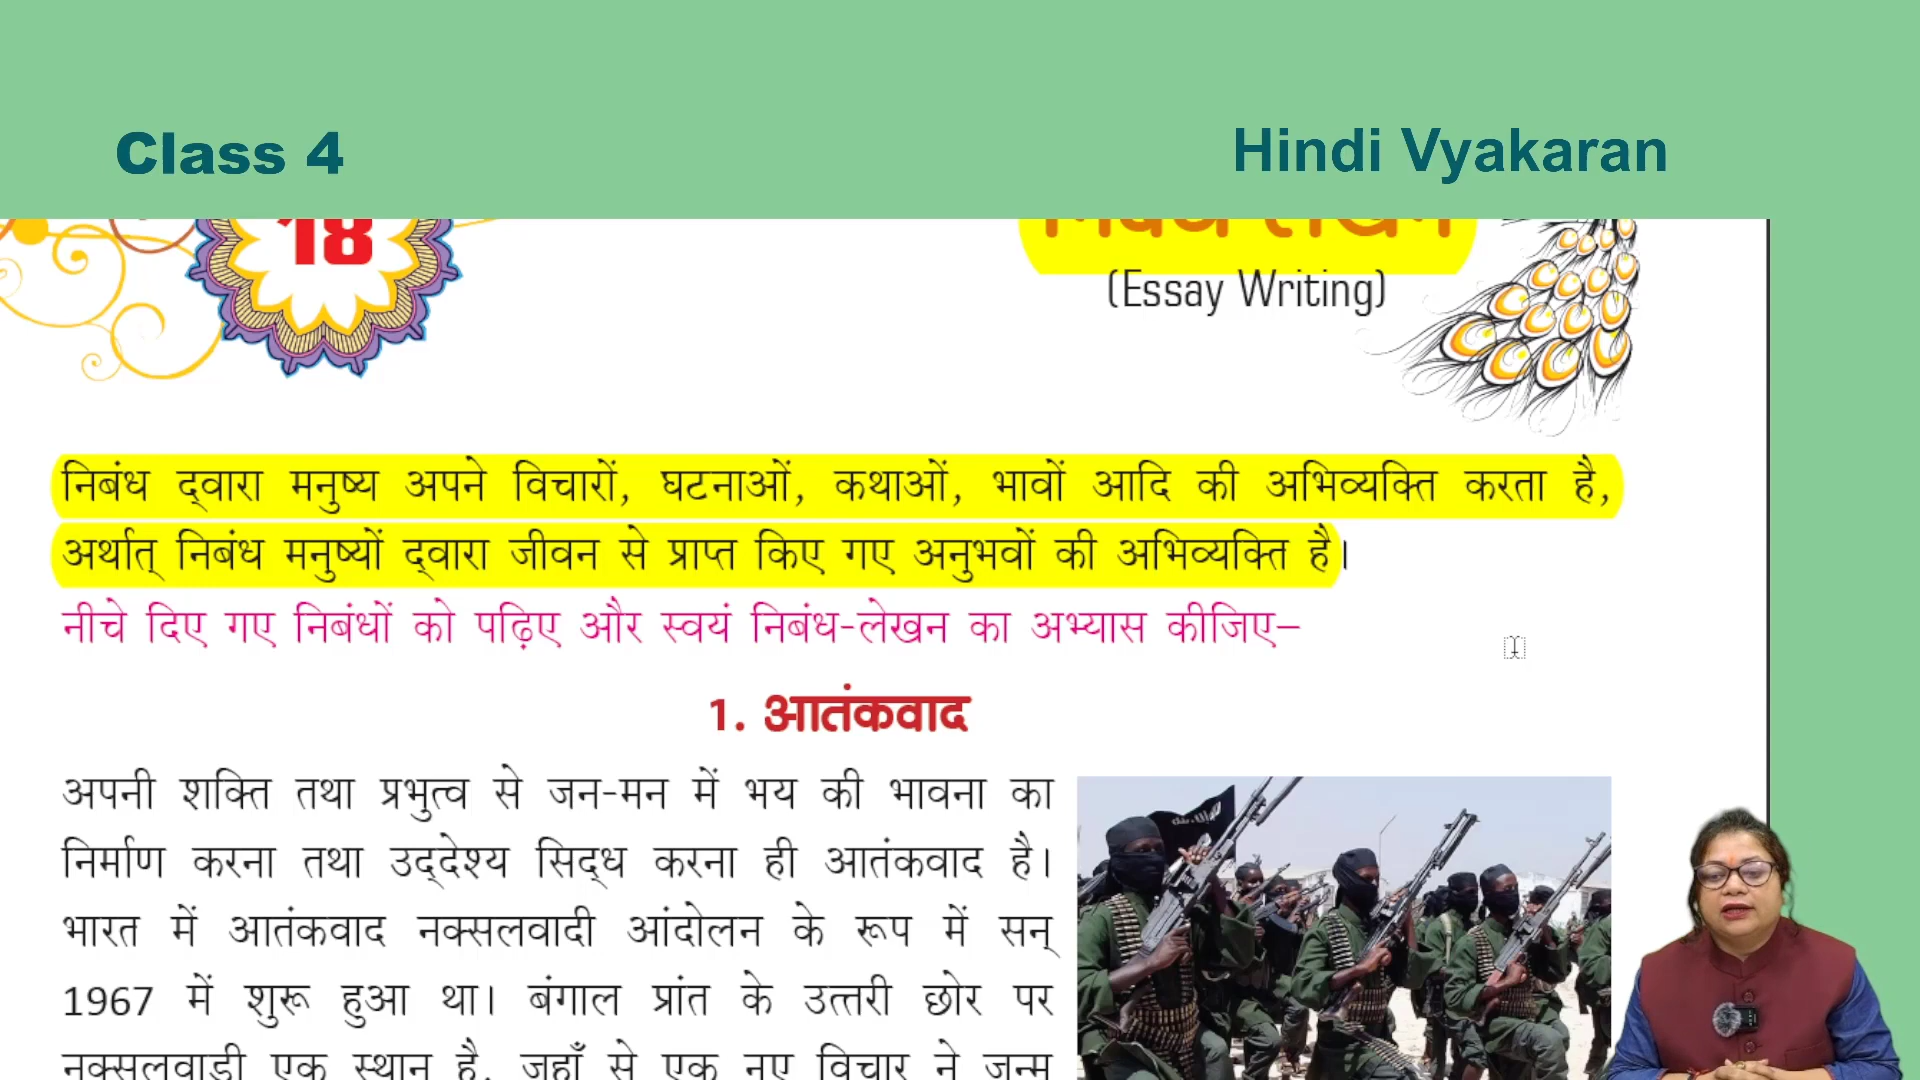 Class 4
Hindi Vyakaran
18
निबंध लेखन
(Essay Writing)
निबंध द्वारा मनुष्य अपने विचारों, घटनाओं, कथाओं, भावों आदि की अभिव्यक्ति करता है,
अर्थात् निबंध मनुष्यों द्वारा जीवन से प्राप्त किए गए अनुभवों की अभिव्यक्ति है।
नीचे दिए गए निबंधों को पढ़िए और स्वयं निबंध-लेखन का अभ्यास कीजिए–
1. आतंकवाद
अपनी शक्ति तथा प्रभुत्व से जन-मन में भय की भावना का
निर्माण करना तथा उद्देश्य सिद्ध करना ही आतंकवाद है।
भारत में आतंकवाद नक्सलवादी आंदोलन के रूप में सन्
1967 में शुरू हुआ था। बंगाल प्रांत के उत्तरी छोर पर
नक्सलवाड़ी एक स्थान है, जहाँ से एक नए विचार ने जन्म